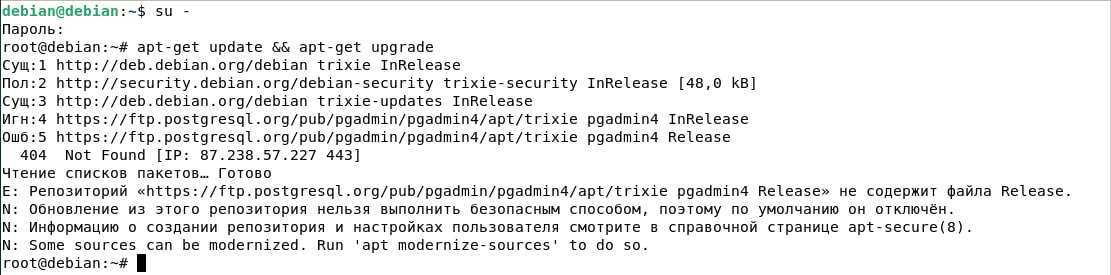 debian@debian:~$ su -
Пароль:
root@debian:~# apt-get update && apt-get upgrade
Сущ:1 http://deb.debian.org/debian trixie InRelease
Пол:2 http://security.debian.org/debian-security trixie-security InRelease [48,0 kB]
Сущ:3 http://deb.debian.org/debian trixie-updates InRelease
Игн:4 https://ftp.postgresql.org/pub/pgadmin/pgadmin4/apt/trixie pgadmin4 InRelease
Ошб:5 https://ftp.postgresql.org/pub/pgadmin/pgadmin4/apt/trixie pgadmin4 Release
  404  Not Found [IP: 87.238.57.227 443]
Чтение списков пакетов… Готово
E: Репозиторий «https://ftp.postgresql.org/pub/pgadmin/pgadmin4/apt/trixie pgadmin4 Release» не содержит файла Release.
N: Обновление из этого репозитория нельзя выполнить безопасным способом, поэтому по умолчанию он отключён.
N: Информацию о создании репозитория и настройках пользователя смотрите в справочной странице apt-secure(8).
N: Some sources can be modernized. Run 'apt modernize-sources' to do so.
root@debian:~#